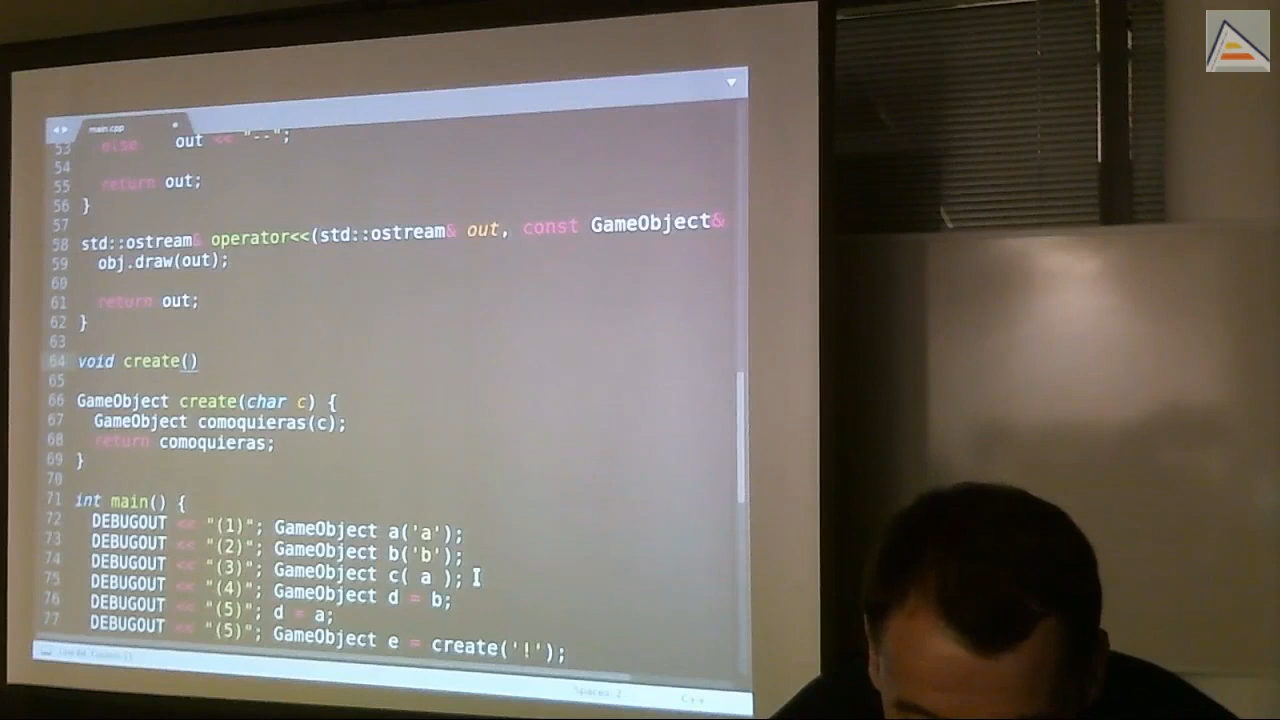 main.cpp
53 else out << "--";
54
55 return out;
56 }
57
58 std::ostream& operator<<(std::ostream& out, const GameObject&
59 obj.draw(out);
60
61 return out;
62 }
63
64 void create()
65
66 GameObject create(char c) {
67 GameObject comoquieras(c);
68 return comoquieras;
69 }
70
71 int main() {
72 DEBUGOUT << "(1)"; GameObject a('a');
73 DEBUGOUT << "(2)"; GameObject b('b');
74 DEBUGOUT << "(3)"; GameObject c( a );
75 DEBUGOUT << "(4)"; GameObject d = b;
76 DEBUGOUT << "(5)"; d = a;
77 DEBUGOUT << "(5)"; GameObject e = create('!');
Spaces: 2 C++